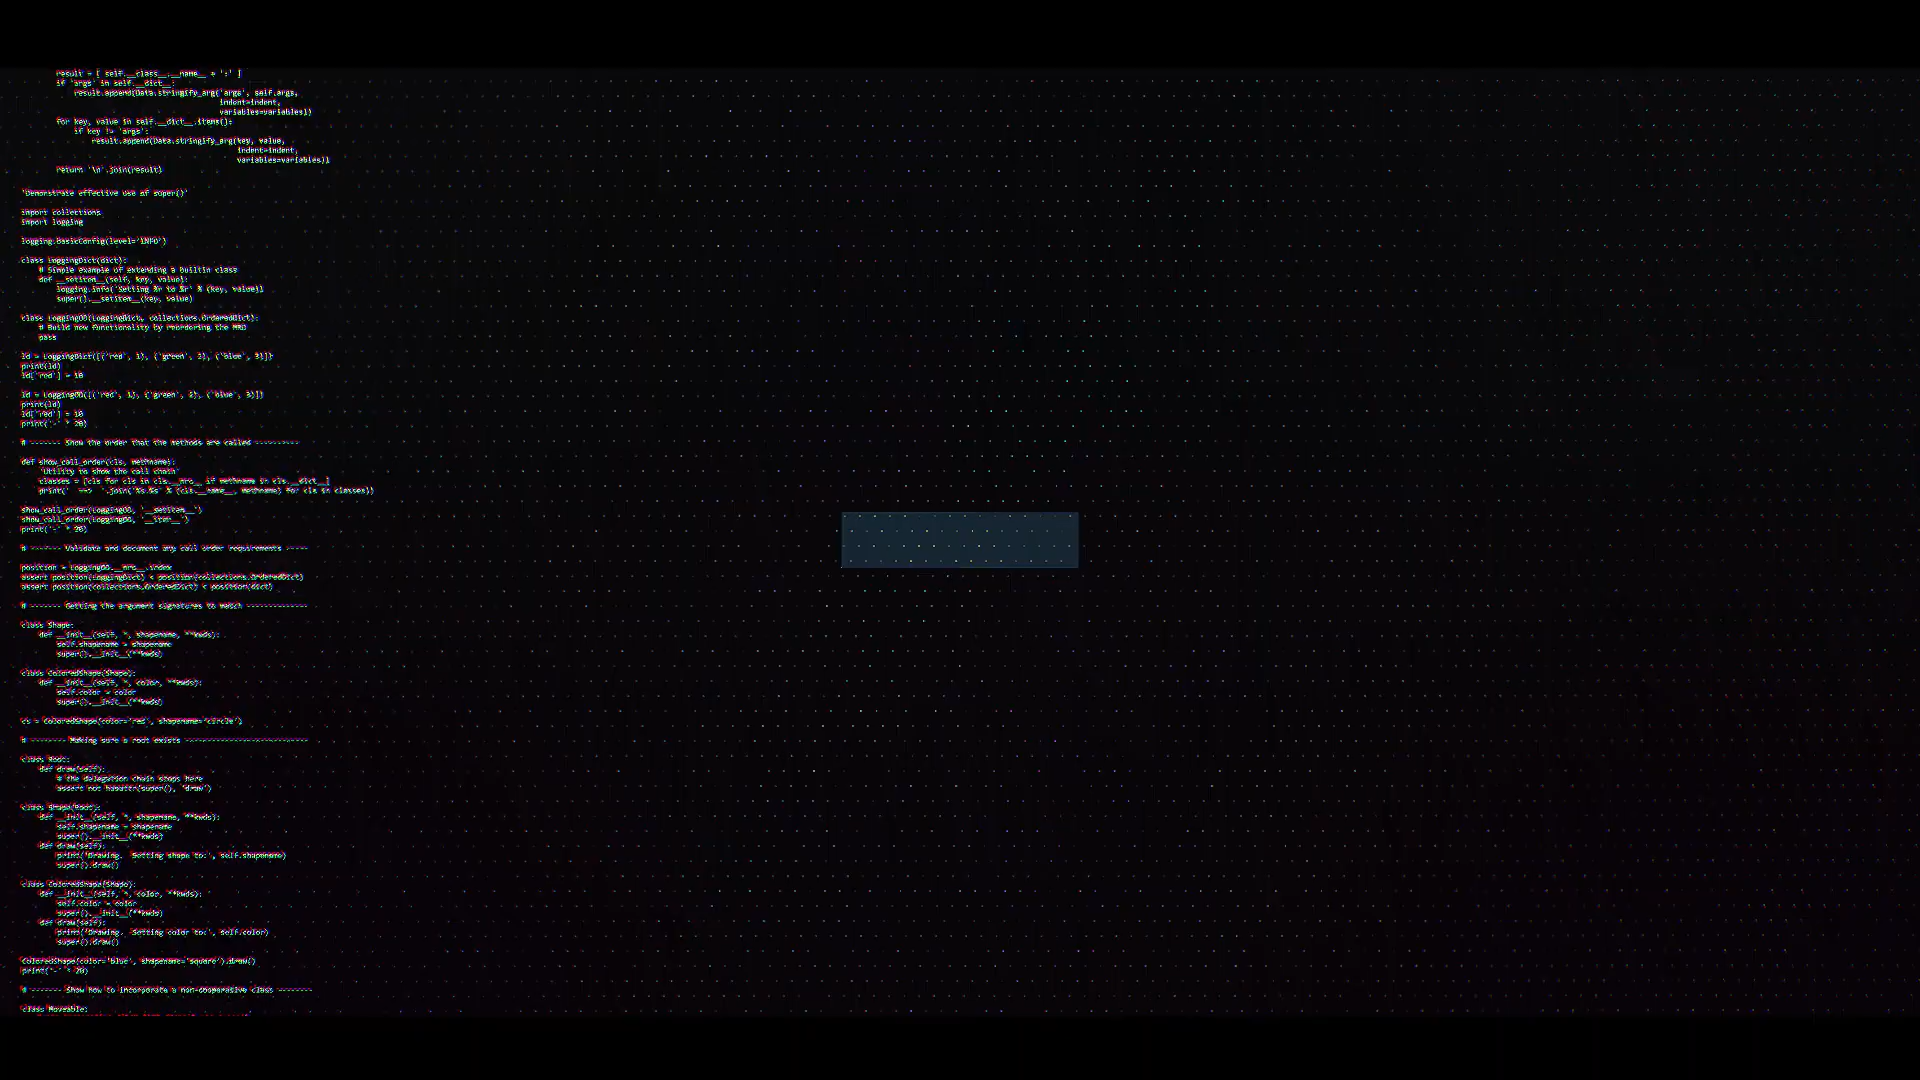 result = [ self.__class__.__name__ + ':' ]
if 'args' in self.__dict__:
result.append(Data.stringify_arg('args', self.args,
indent=indent,
variables=variables))
for key, value in self.__dict__.items():
if key != 'args':
result.append(Data.stringify_arg(key, value,
indent=indent,
variables=variables))
return '\n'.join(result)
'Demonstrate effective use of super()'
import collections
import logging
logging.basicConfig(level='INFO')
class LoggingDict(dict):
# Simple example of extending a builtin class
def __setitem__(self, key, value):
logging.info('Setting %r to %r' % (key, value))
super().__setitem__(key, value)
class LoggingOD(LoggingDict, collections.OrderedDict):
# Build new functionality by reordering the MRO
pass
ld = LoggingDict([('red', 1), ('green', 2), ('blue', 3)])
print(ld)
ld['red'] = 10
ld = LoggingOD([('red', 1), ('green', 2), ('blue', 3)])
print(ld)
ld['red'] = 10
print('-' * 20)
# ------- Show the order that the methods are called ----------
def show_call_order(cls, methname):
'Utility to show the call chain'
classes = [cls for cls in cls.__mro__ if methname in cls.__dict__]
print('  ==>  '.join('%s.%s' % (cls.__name__, methname) for cls in classes))
show_call_order(LoggingOD, '__setitem__')
show_call_order(LoggingOD, '__iter__')
print('-' * 20)
# ------- Validate and document any call order requirements -----
position = LoggingOD.__mro__.index
assert position(LoggingDict) < position(collections.OrderedDict)
assert position(collections.OrderedDict) < position(dict)
# ------- Getting the argument signatures to match --------------
class Shape:
def __init__(self, *, shapename, **kwds):
self.shapename = shapename
super().__init__(**kwds)
class ColoredShape(Shape):
def __init__(self, *, color, **kwds):
self.color = color
super().__init__(**kwds)
cs = ColoredShape(color='red', shapename='circle')
# -------- Making sure a root exists ----------------------------
class Root:
def draw(self):
# the delegation chain stops here
assert not hasattr(super(), 'draw')
class Shape(Root):
def __init__(self, *, shapename, **kwds):
self.shapename = shapename
super().__init__(**kwds)
def draw(self):
print('Drawing.  Setting shape to:', self.shapename)
super().draw()
class ColoredShape(Shape):
def __init__(self, *, color, **kwds):
self.color = color
super().__init__(**kwds)
def draw(self):
print('Drawing.  Setting color to:', self.color)
super().draw()
ColoredShape(color='blue', shapename='square').draw()
print('-' * 20)
# ------- Show how to incorporate a non-cooperative class --------
class Moveable: